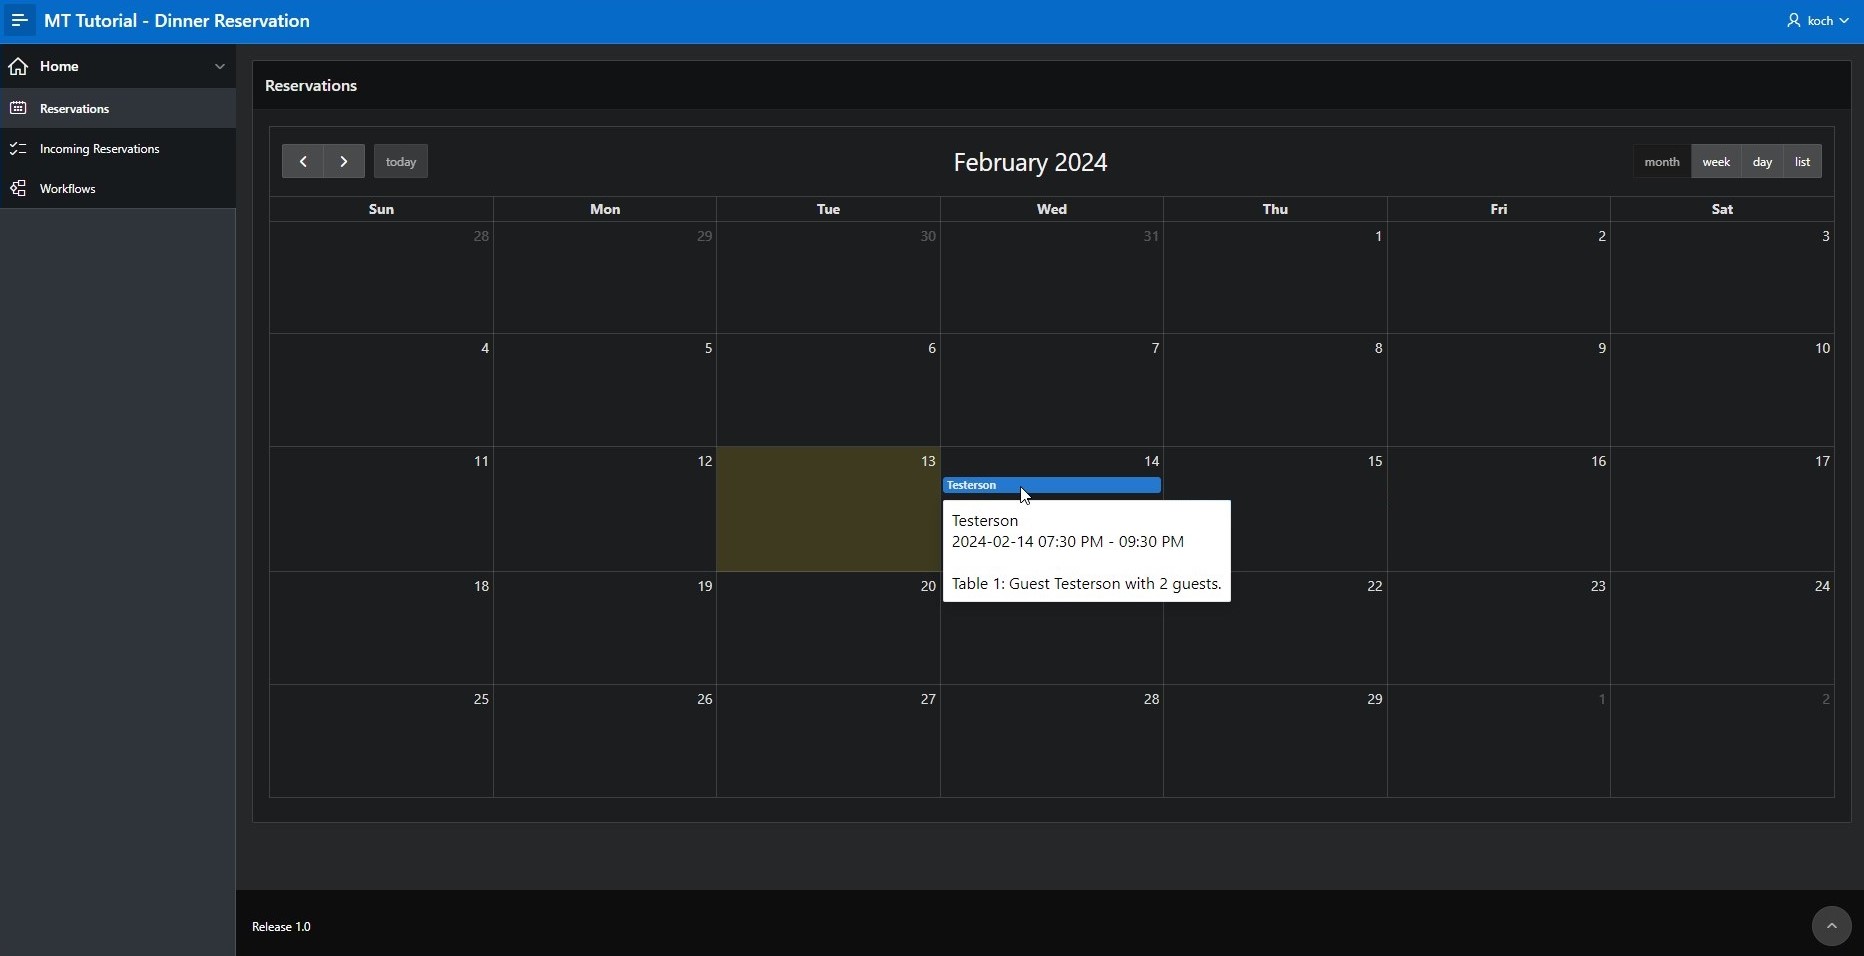 MT Tutorial - Dinner Reservation
koch
Home
Reservations
Incoming Reservations
Workflows
Reservations
today
February 2024
month week day list
Sun Mon Tue Wed Thu Fri Sat
28 29 30 31 1 2 3
4 5 6 7 8 9 10
11 12 13 14 15 16 17
Testerson
Testerson
2024-02-14 07:30 PM - 09:30 PM
Table 1: Guest Testerson with 2 guests.
18 19 20 22 23 24
25 26 27 28 29 1 2
Release 1.0